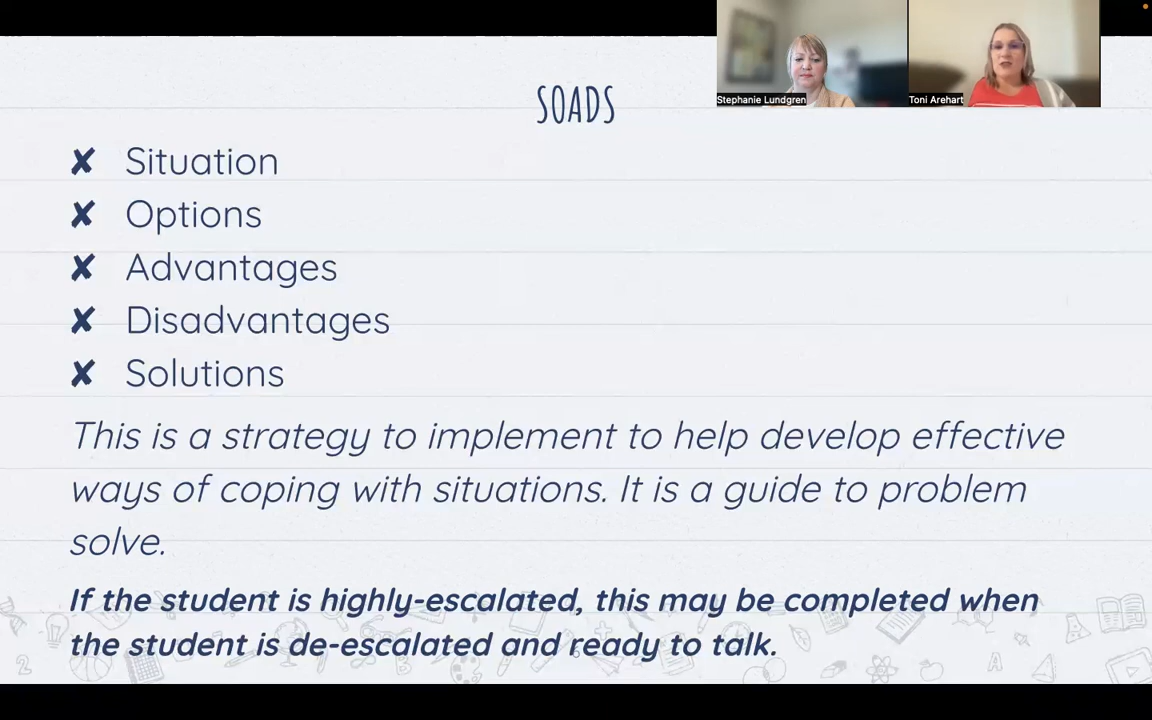 Stephanie Lundgren
Toni Arehart
SOADS
✘ Situation
✘ Options
✘ Advantages
✘ Disadvantages
✘ Solutions
This is a strategy to implement to help develop effective
ways of coping with situations. It is a guide to problem
solve.
If the student is highly-escalated, this may be completed when
the student is de-escalated and ready to talk.